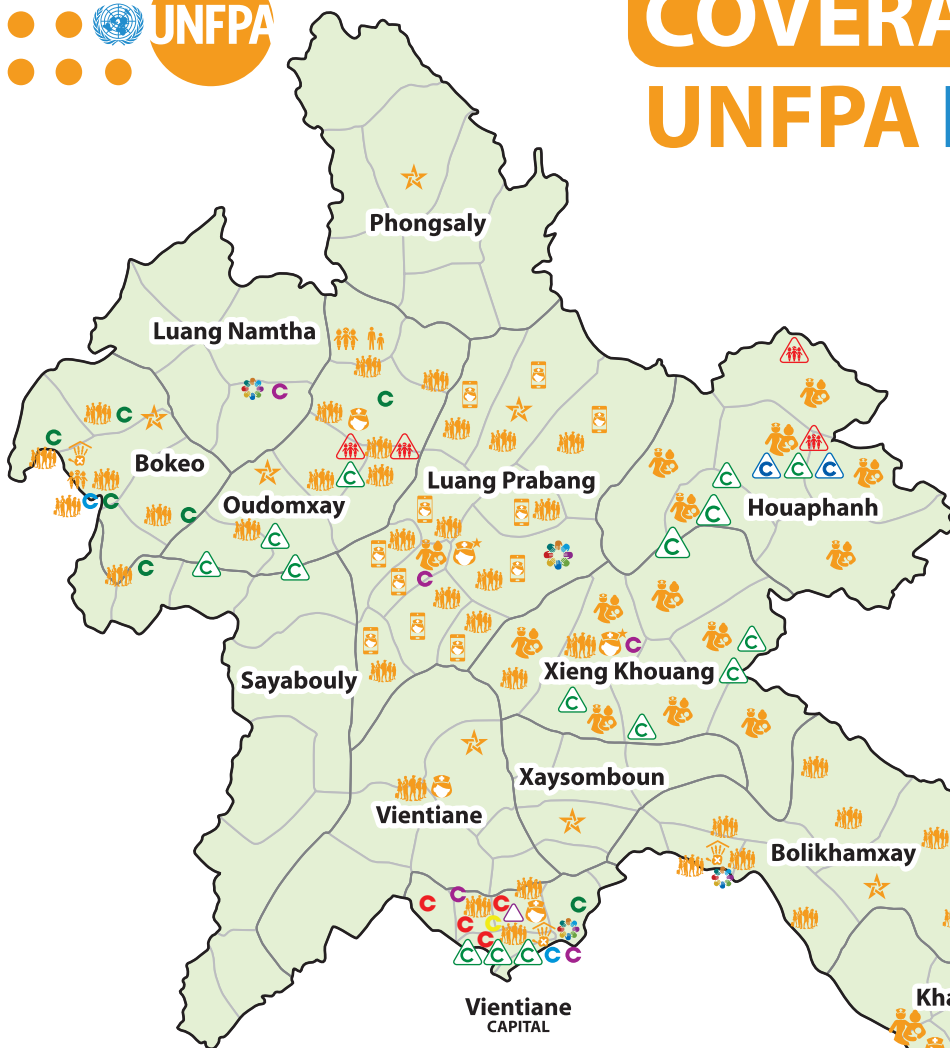 UNFPA
COVERA
UNFPA
Phongsaly
Luang Namtha
Bokeo
Oudomxay
Luang Prabang
Houaphanh
Sayabouly
Xieng Khouang
Xaysomboun
Vientiane
Bolikhamxay
Kha
Vientiane
CAPITAL